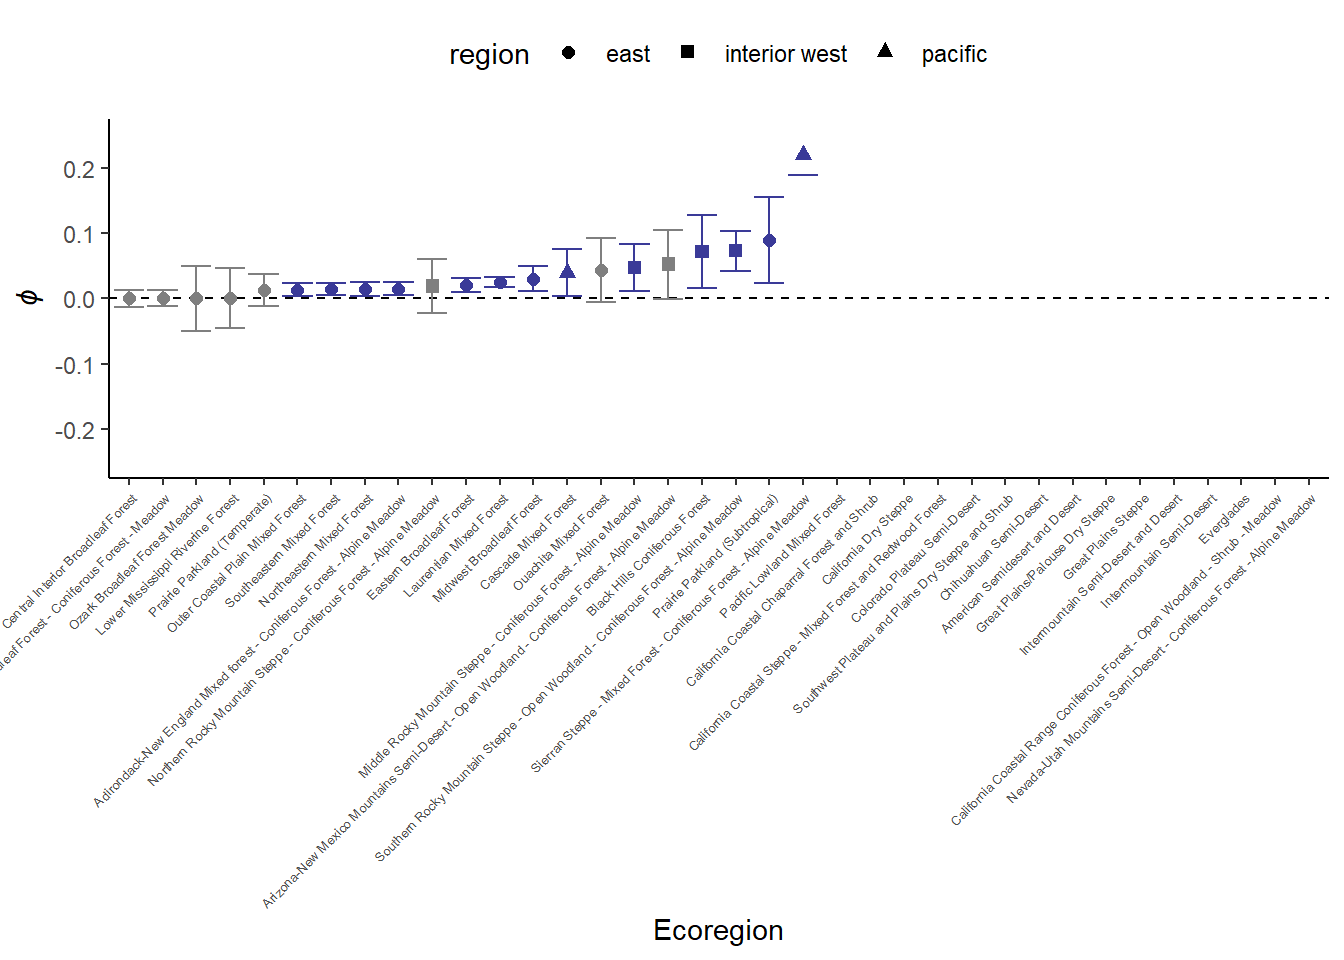 region east interior west pacific
0.2
0.1
0.0
-0.1
-0.2
ϕ
Central Interior Broadleaf Forest
Forest - Coniferous Forest - Meadow
Ozark Broadleaf Forest Meadow
Lower Mississippi Riverine Forest
Prairie Parkland (Temperate)
Outer Coastal Plain Mixed Forest
Southeastern Mixed Forest
Northeastern Mixed Forest
Adirondack-New England Mixed forest - Coniferous Forest - Alpine Meadow
Northern Rocky Mountain Steppe - Coniferous Forest - Alpine Meadow
Eastern Broadleaf Forest
Laurentian Mixed Forest
Midwest Broadleaf Forest
Cascade Mixed Forest
Ouachita Mixed Forest
Middle Rocky Mountain Steppe - Coniferous Forest - Alpine Meadow
Arizona-New Mexico Mountains Semi-Desert - Open Woodland - Coniferous Forest - Alpine Meadow
Black Hills Coniferous Forest
Southern Rocky Mountain Steppe - Open Woodland - Coniferous Forest - Alpine Meadow
Prairie Parkland (Subtropical)
Sierran Steppe - Mixed Forest - Coniferous Forest - Alpine Meadow
Pacific Lowland Mixed Forest
California Coastal Chaparral Forest and Shrub
California Dry Steppe
California Coastal Steppe - Mixed Forest and Redwood Forest
Colorado Plateau Semi-Desert
Southwest Plateau and Plains Dry Steppe and Shrub
Chihuahuan Semi-Desert
American Semidesert and Desert
Great Plains/Palouse Dry Steppe
Great Plains Steppe
Intermountain Semi-Desert and Desert
Intermountain Semi-Desert
Everglades
California Coastal Range Coniferous Forest - Open Woodland - Shrub - Meadow
Nevada-Utah Mountains Semi-Desert - Coniferous Forest - Alpine Meadow
Ecoregion